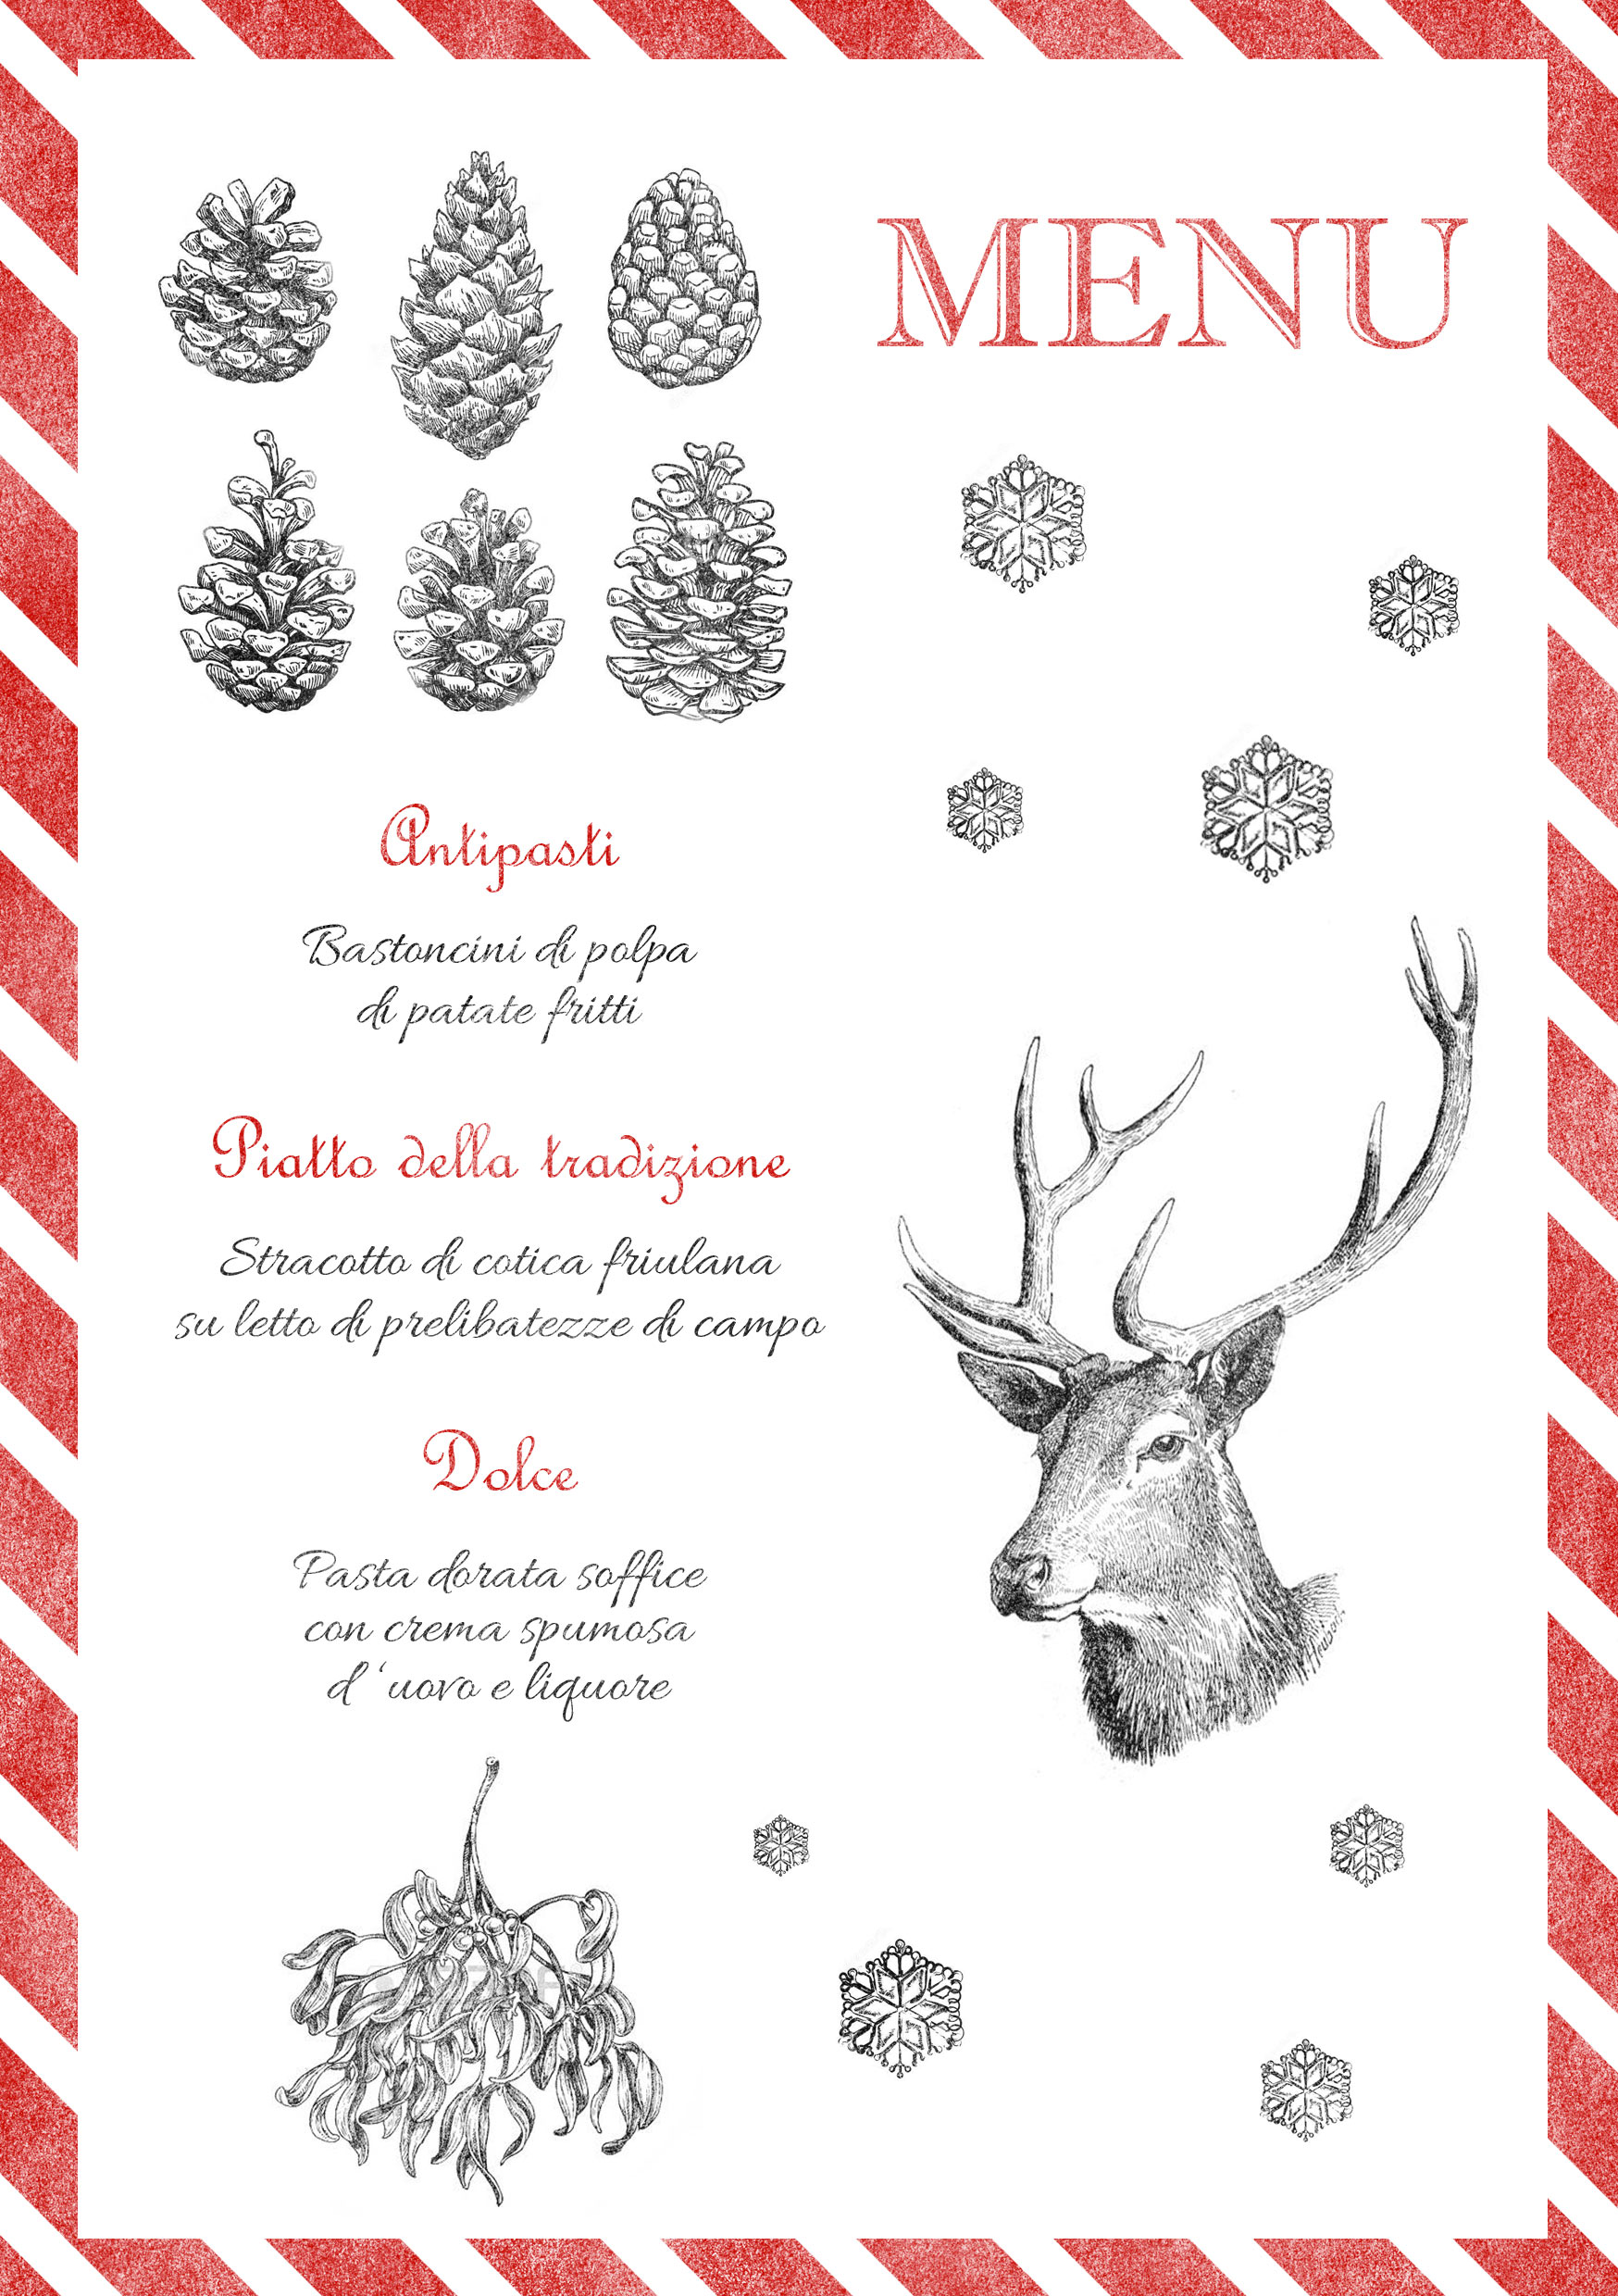 MENU
Antipasti
Bastoncini di polpa
di patate fritti
Piatto della tradizione
Stracotto di cotica friulana
su letto di prelibatezze di campo
Dolce
Pasta dorata soffice
con crema spumosa
d 'uovo e liquore